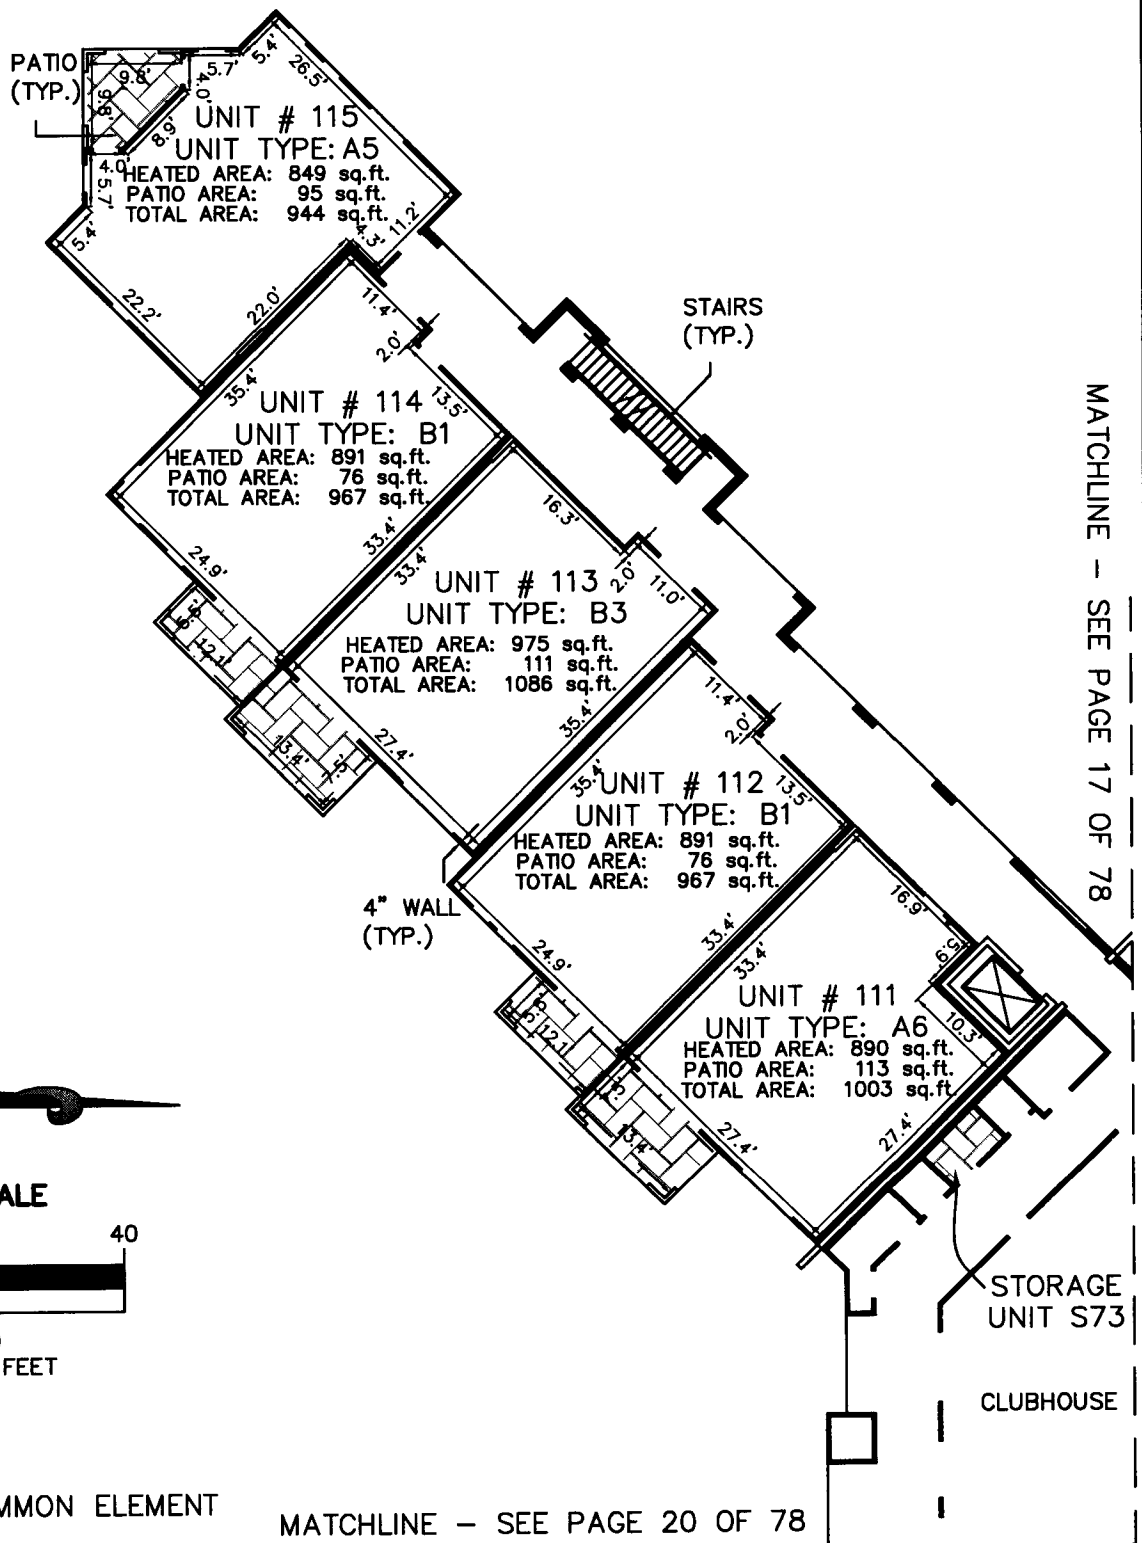 PATIO
(TYP.)
9.8'
9.8'
4.0'
5.7'
5.4'
26.5'
8.9'
4.0'
5.7'
5.4'
22.2'
22.0'
4.3'
11.2'
UNIT # 115
UNIT TYPE: A5
HEATED AREA: 849 sq.ft.
PATIO AREA: 95 sq.ft.
TOTAL AREA: 944 sq.ft.
STAIRS
(TYP.)
11.4'
2.0'
13.5'
35.4'
UNIT # 114
UNIT TYPE: B1
HEATED AREA: 891 sq.ft.
PATIO AREA: 76 sq.ft.
TOTAL AREA: 967 sq.ft.
24.9'
33.4'
12.1'
33.4'
16.3'
2.0'
11.0'
UNIT # 113
UNIT TYPE: B3
HEATED AREA: 975 sq.ft.
PATIO AREA: 111 sq.ft.
TOTAL AREA: 1086 sq.ft.
13.4'
7.5'
27.4'
35.4'
11.4'
2.0'
13.5'
35.4'
UNIT # 112
UNIT TYPE: B1
HEATED AREA: 891 sq.ft.
PATIO AREA: 76 sq.ft.
TOTAL AREA: 967 sq.ft.
4" WALL
(TYP.)
24.9'
33.4'
12.1'
33.4'
16.9'
5.9'
10.3'
UNIT # 111
UNIT TYPE: A6
HEATED AREA: 890 sq.ft.
PATIO AREA: 113 sq.ft.
TOTAL AREA: 1003 sq.ft.
13.4'
27.4'
27.4'
MATCHLINE - SEE PAGE 17 OF 78
ALE
40
FEET
STORAGE
UNIT S73
CLUBHOUSE
MMON ELEMENT
MATCHLINE - SEE PAGE 20 OF 78